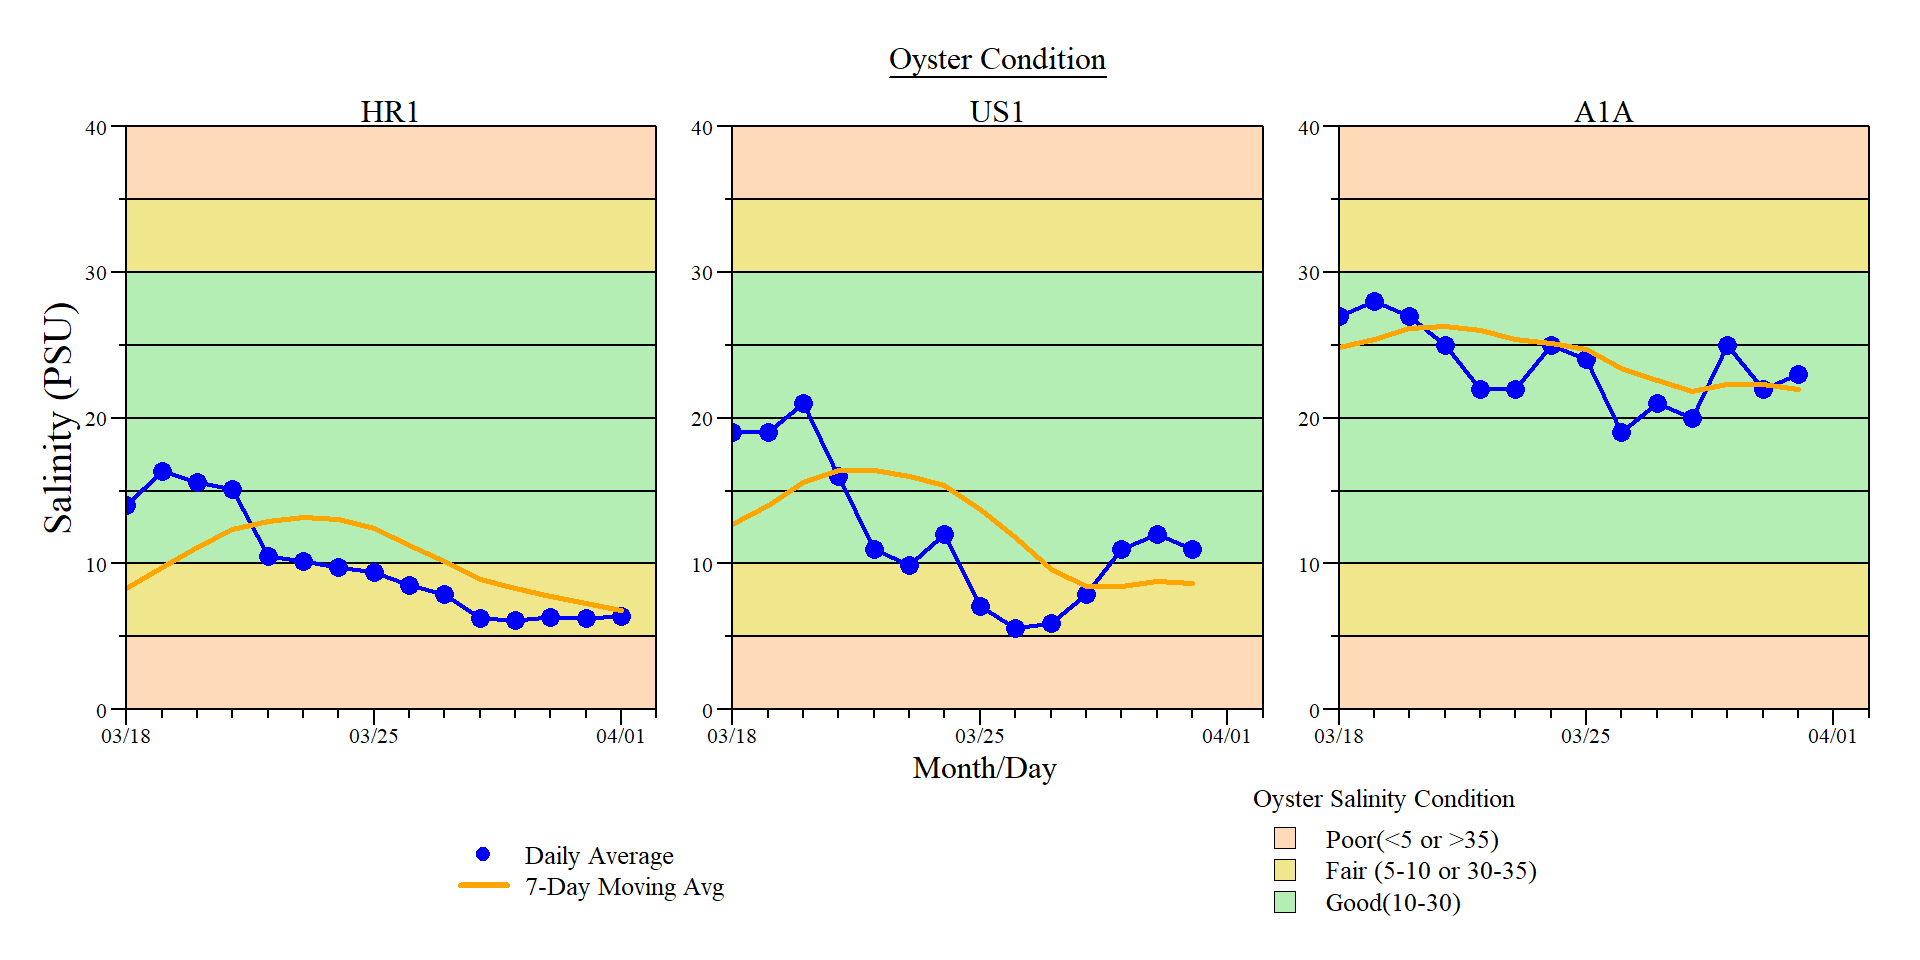 Oyster Condition
HR1
US1
A1A
Salinity (PSU)
40
30
20
10
0
03/18
03/25
04/01
40
30
20
10
0
03/18
03/25
04/01
40
30
20
10
0
03/18
03/25
04/01
Month/Day
Daily Average
7-Day Moving Avg
Oyster Salinity Condition
Poor(<5 or >35)
Fair (5-10 or 30-35)
Good(10-30)